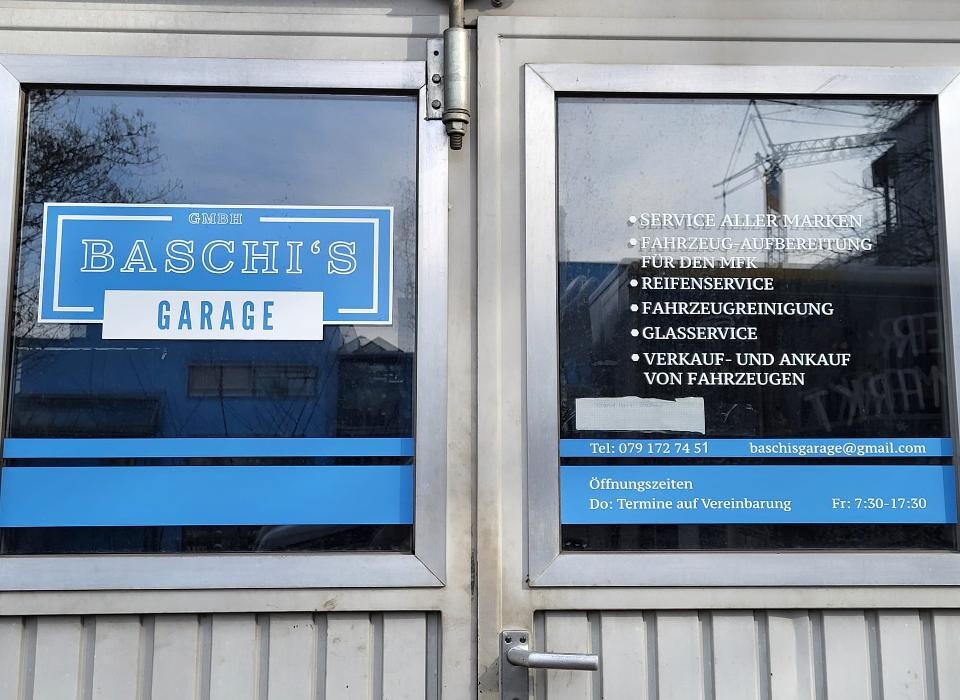 GMBH
BASCHI‘S
GARAGE
• SERVICE ALLER MARKEN
• FAHRZEUG-AUFBEREITUNG
FÜR DEN MFK
• REIFENSERVICE
• FAHRZEUGREINIGUNG
• GLASSERVICE
• VERKAUF- UND ANKAUF
VON FAHRZEUGEN
Tel: 079 172 74 51 baschisgarage@gmail.com
Öffnungszeiten
Do: Termine auf Vereinbarung Fr: 7:30-17:30